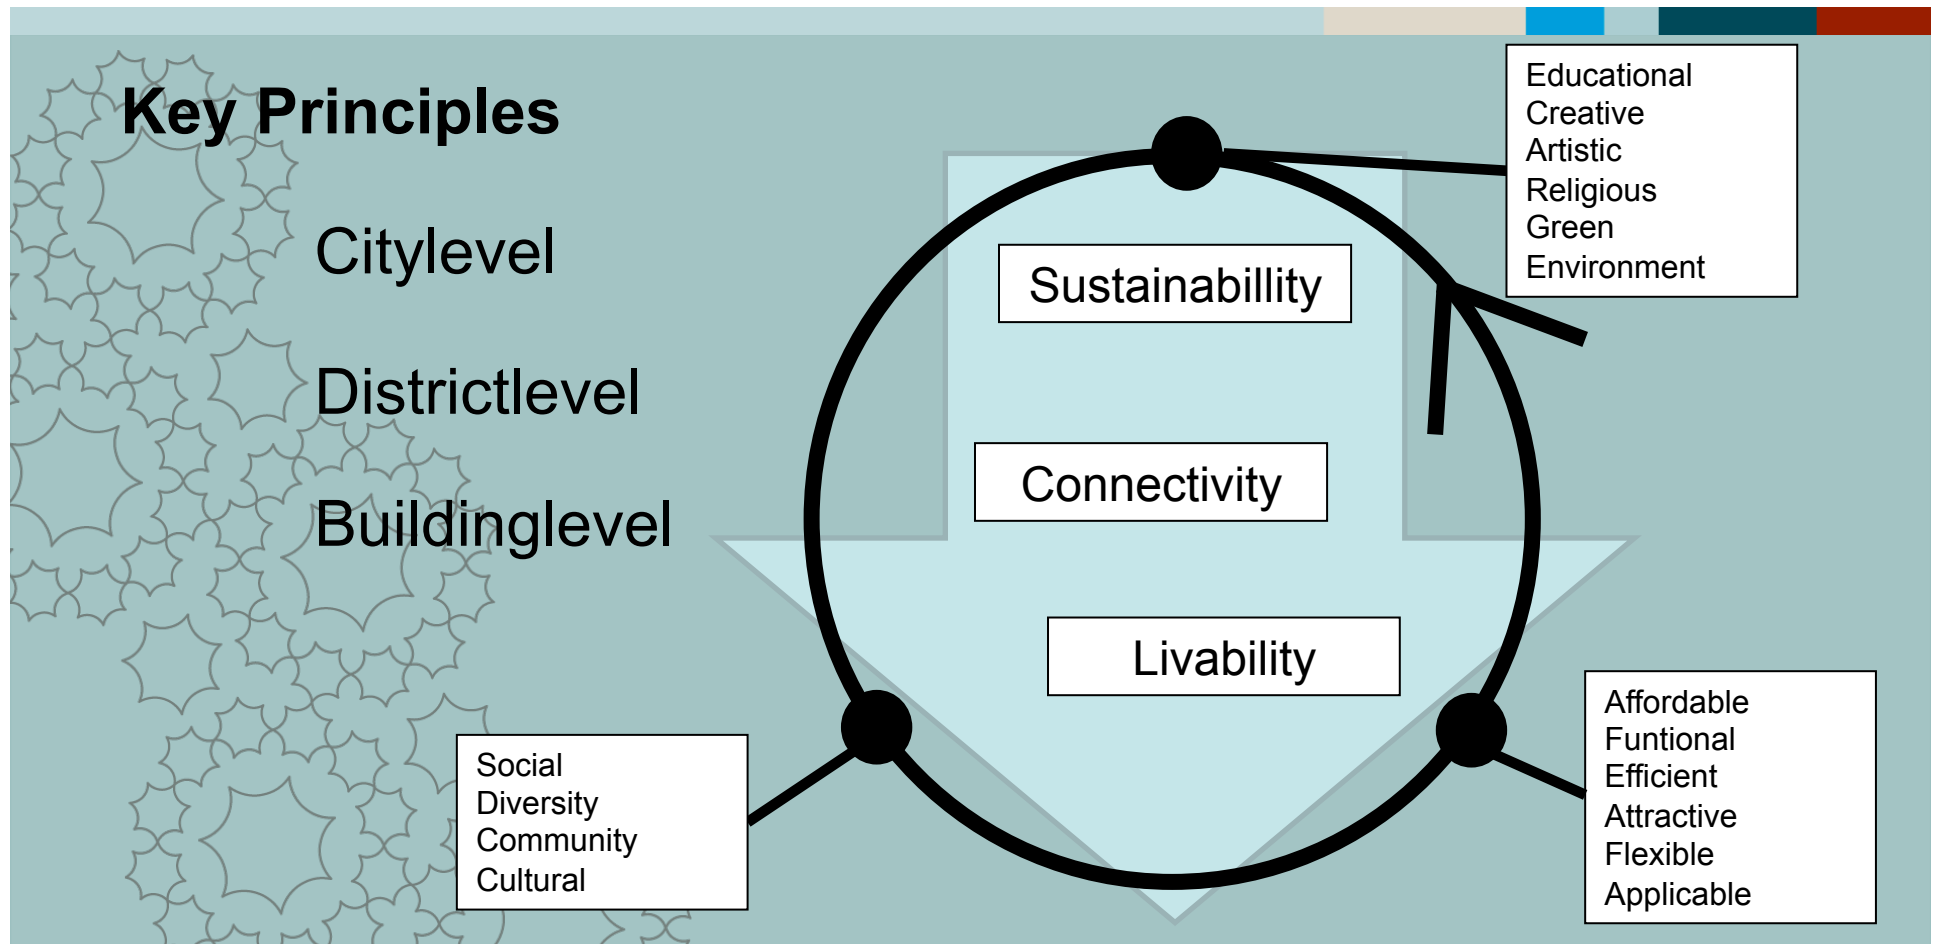 Key Principles
Citylevel
Districtlevel
Buildinglevel
Sustainabillity
Connectivity
Livability
Educational
Creative
Artistic
Religious
Green
Environment
Social
Diversity
Community
Cultural
Affordable
Funtional
Efficient
Attractive
Flexible
Applicable